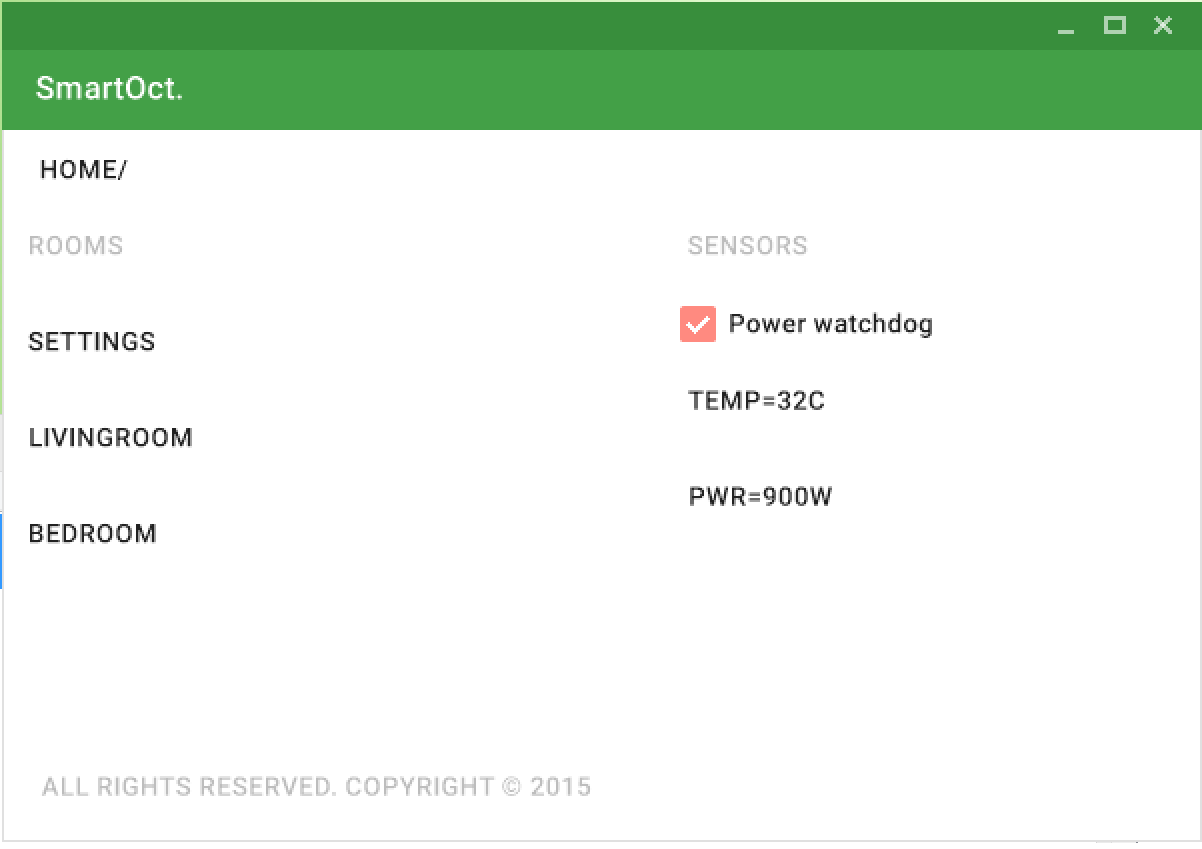 SmartOct.
HOME/
ROOMS
SETTINGS
LIVINGROOM
BEDROOM
SENSORS
Power watchdog
TEMP=32C
PWR=900W
ALL RIGHTS RESERVED. COPYRIGHT © 2015